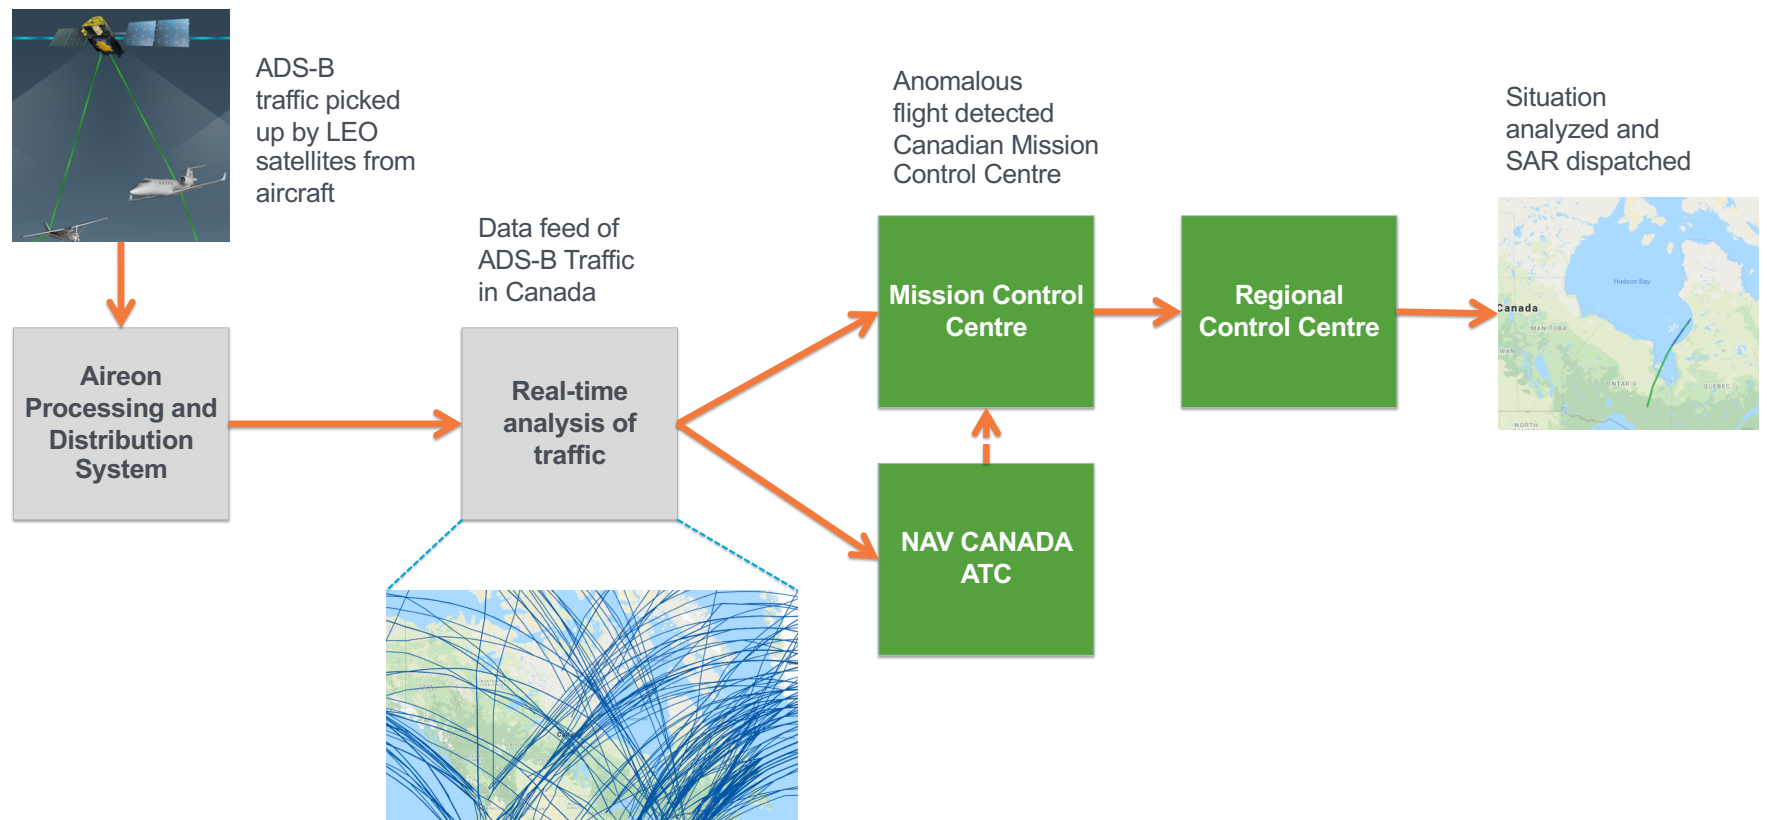 ADS-B
traffic picked
up by LEO
satellites from
aircraft
Data feed of
ADS-B Traffic
in Canada
Anomalous
flight detected
Canadian Mission
Control Centre
Situation
analyzed and
SAR dispatched
Aireon
Processing and
Distribution
System
Real-time
analysis of
traffic
Mission Control
Centre
Regional
Control Centre
NAV CANADA
ATC
Hudson Bay
Canada
MANITOBA
ONTARIO
QUEBEC
NORTH